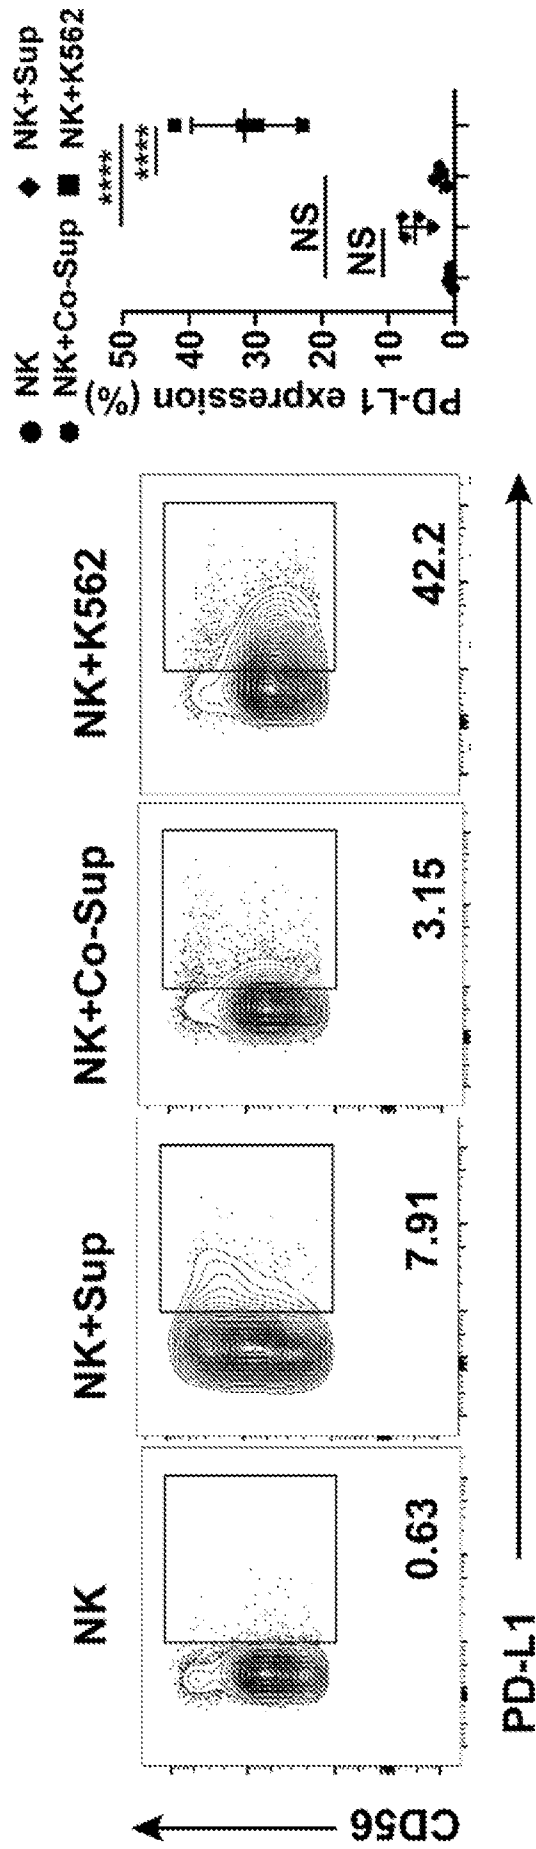 NK
NK+Sup
NK+Co-Sup
NK+K562
0.63
7.91
3.15
42.2
CD56
PD-L1
NK
NK+Sup
NK+Co-Sup
NK+K562
PD-L1 expression (%)
50
40
30
20
10
0
****
****
NS
NS